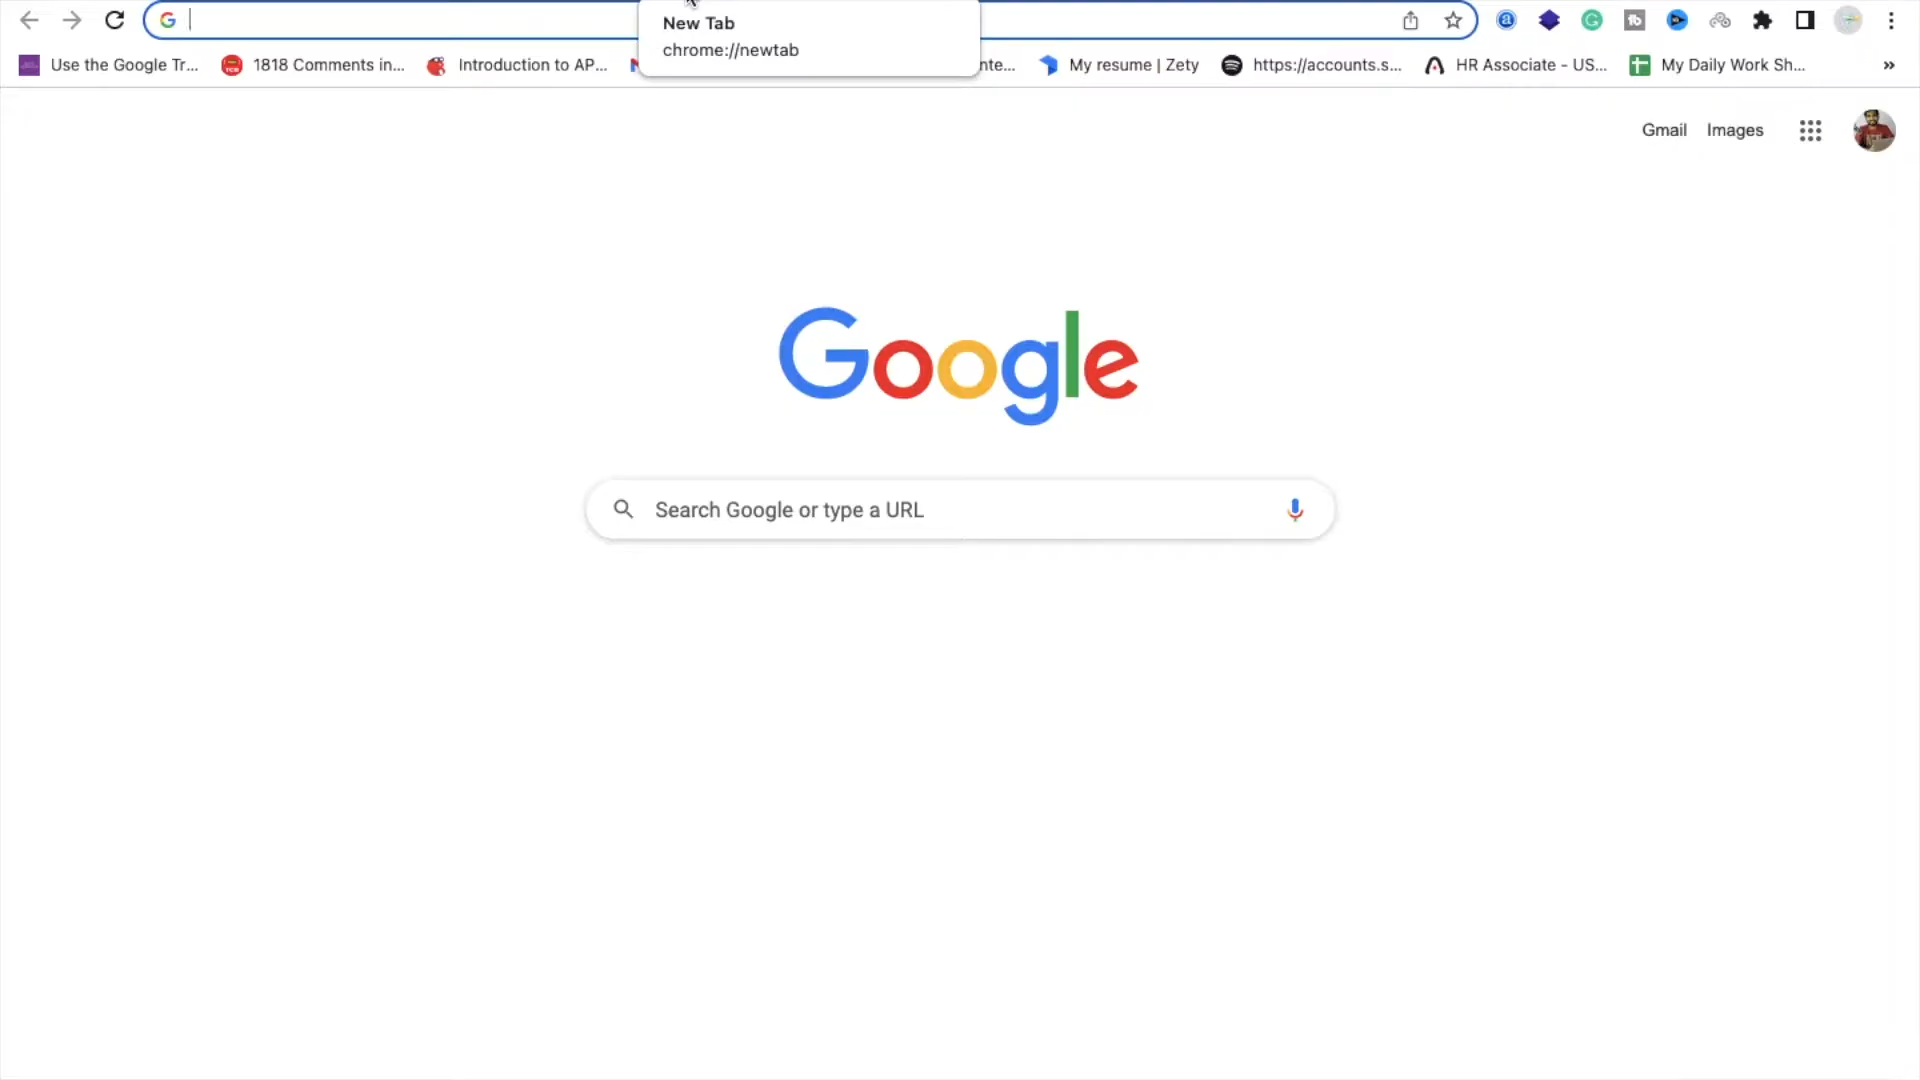 New Tab
chrome://newtab
Use the Google Tr...
1818 Comments in...
Introduction to AP...
nte...
My resume | Zety
https://accounts.s...
HR Associate - US...
My Daily Work Sh...
»
Gmail
Images
Google
Search Google or type a URL